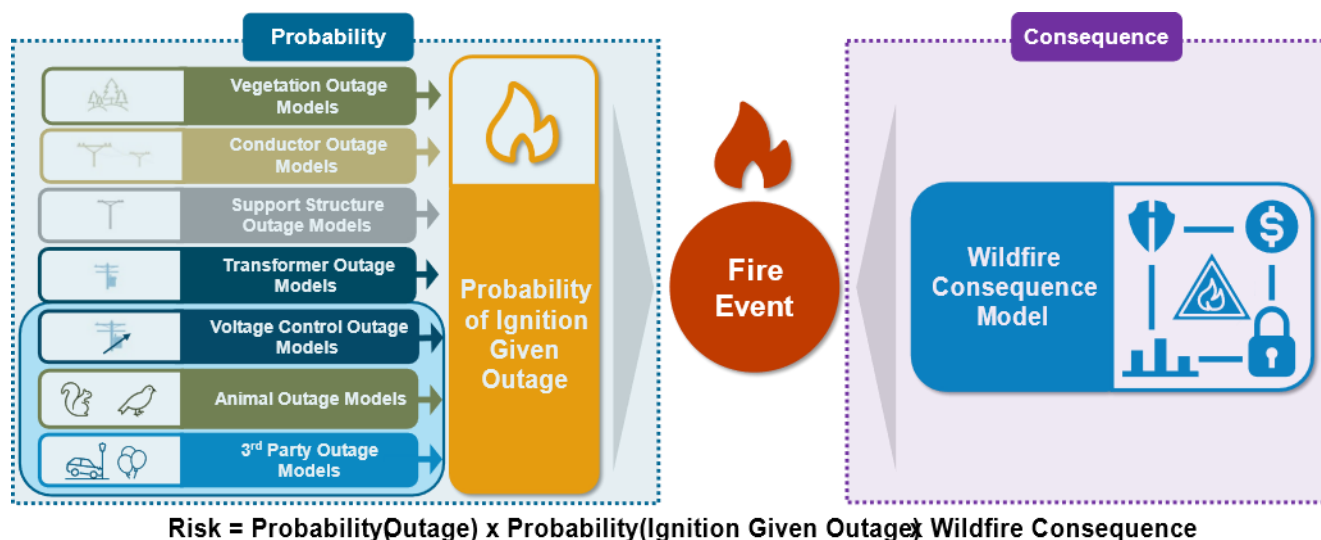 Probability
Consequence
Vegetation Outage
Models
Conductor Outage
Models
Support Structure
Outage Models
Transformer Outage
Models
Voltage Control Outage
Models
Animal Outage Models
3rd Party Outage
Models
Probability
of Ignition
Given
Outage
Fire
Event
Wildfire
Consequence
Model
$
Risk = Probability(Outage) x Probability(Ignition Given Outage) x Wildfire Consequence